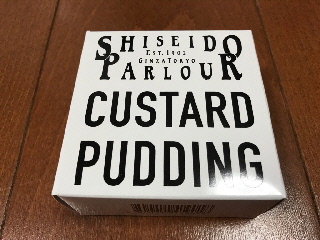 SHISEIDO
EST. 1902
GINZA TOKYO
PARLOUR
CUSTARD
PUDDING